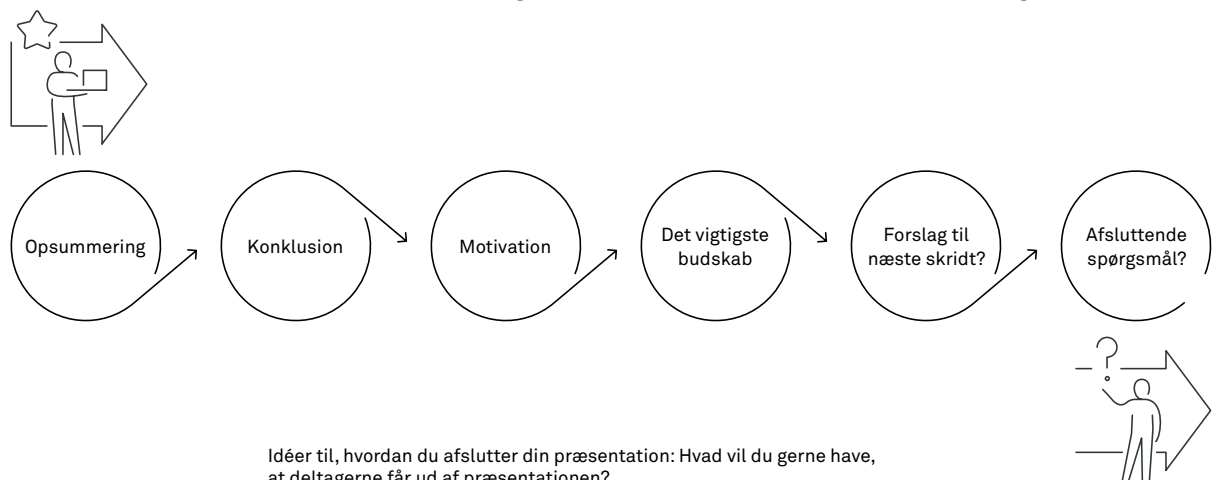 Opsummering
Konklusion
Motivation
Det vigtigste
budskab
Forslag til
næste skridt?
Afsluttende
spørgsmål?
?
Idéer til, hvordan du afslutter din præsentation: Hvad vil du gerne have,
at deltagerne får ud af præsentationen?